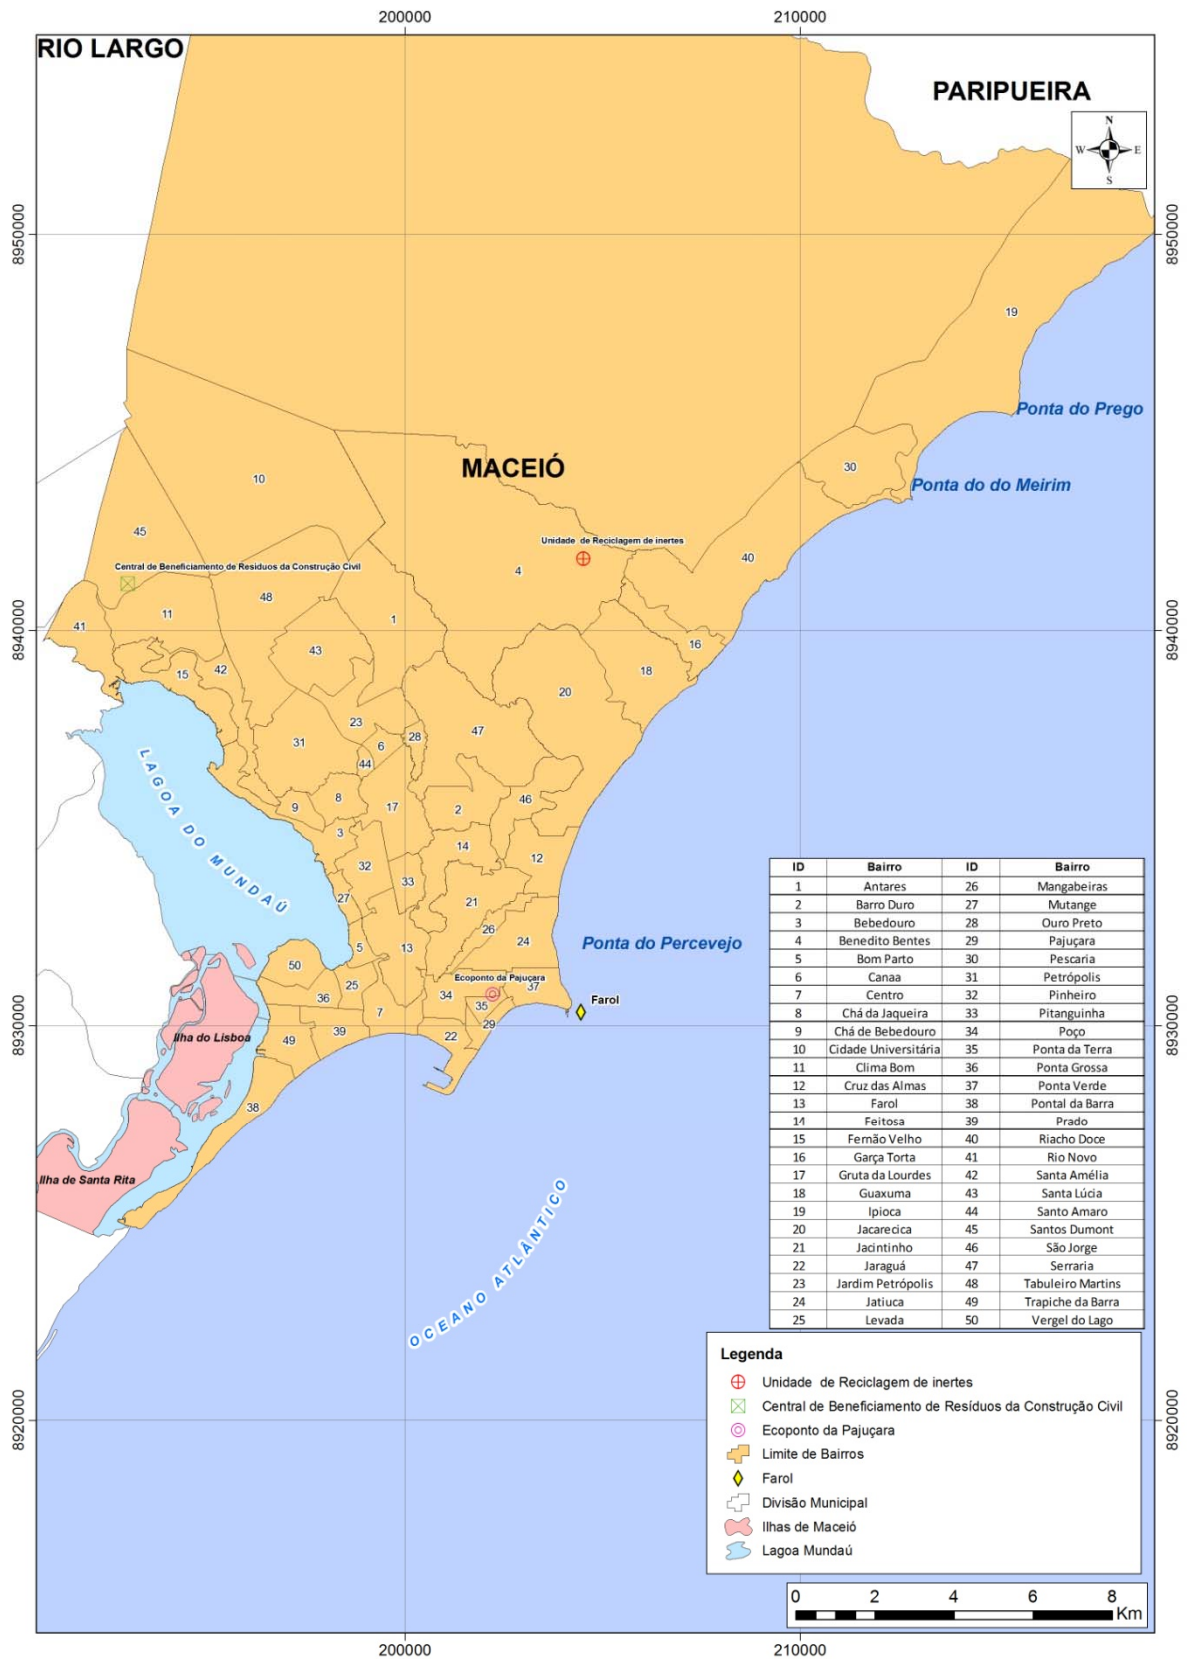 200000
210000
RIO LARGO
PARIPUEIRA
N
W
E
S
8950000
8950000
19
Ponta do Prego
30
Ponta do do Meirim
MACEIÓ
10
45
40
Unidade de Reciclagem de inertes
4
Central de Beneficiamento de Resíduos da Construção Civil
48
11
1
41
8940000
8940000
16
43
18
42
15
20
23
47
28
31
6
44
LAGOA DO MUNDAÚ
8
46
9
17
2
3
14
12
32
33
27
21
26
24
5
13
Ponta do Percevejo
50
Ecoponto da Pajuçara
25
37
36
34
35
Farol
7
29
8930000
8930000
39
22
49
Ilha do Lisboa
38
Ilha de Santa Rita
OCEANO ATLÂNTICO
ID Bairro ID Bairro
1 Antares 26 Mangabeiras
2 Barro Duro 27 Mutange
3 Bebedouro 28 Ouro Preto
4 Benedito Bentes 29 Pajuçara
5 Bom Parto 30 Pescaria
6 Canaa 31 Petrópolis
7 Centro 32 Pinheiro
8 Chá da Jaqueira 33 Pitanguinha
9 Chá de Bebedouro 34 Poço
10 Cidade Universitária 35 Ponta da Terra
11 Clima Bom 36 Ponta Grossa
12 Cruz das Almas 37 Ponta Verde
13 Farol 38 Pontal da Barra
14 Feitosa 39 Prado
15 Fernão Velho 40 Riacho Doce
16 Garça Torta 41 Rio Novo
17 Gruta da Lourdes 42 Santa Amélia
18 Guaxuma 43 Santa Lúcia
19 Ipioca 44 Santo Amaro
20 Jacarecica 45 Santos Dumont
21 Jacintinho 46 São Jorge
22 Jaraguá 47 Serraria
23 Jardim Petrópolis 48 Tabuleiro Martins
24 Jatiuca 49 Trapiche da Barra
25 Levada 50 Vergel do Lago
Legenda
Unidade de Reciclagem de inertes
Central de Beneficiamento de Resíduos da Construção Civil
Ecoponto da Pajuçara
Limite de Bairros
Farol
Divisão Municipal
Ilhas de Maceió
Lagoa Mundaú
8920000
8920000
0 2 4 6 8
Km
200000
210000